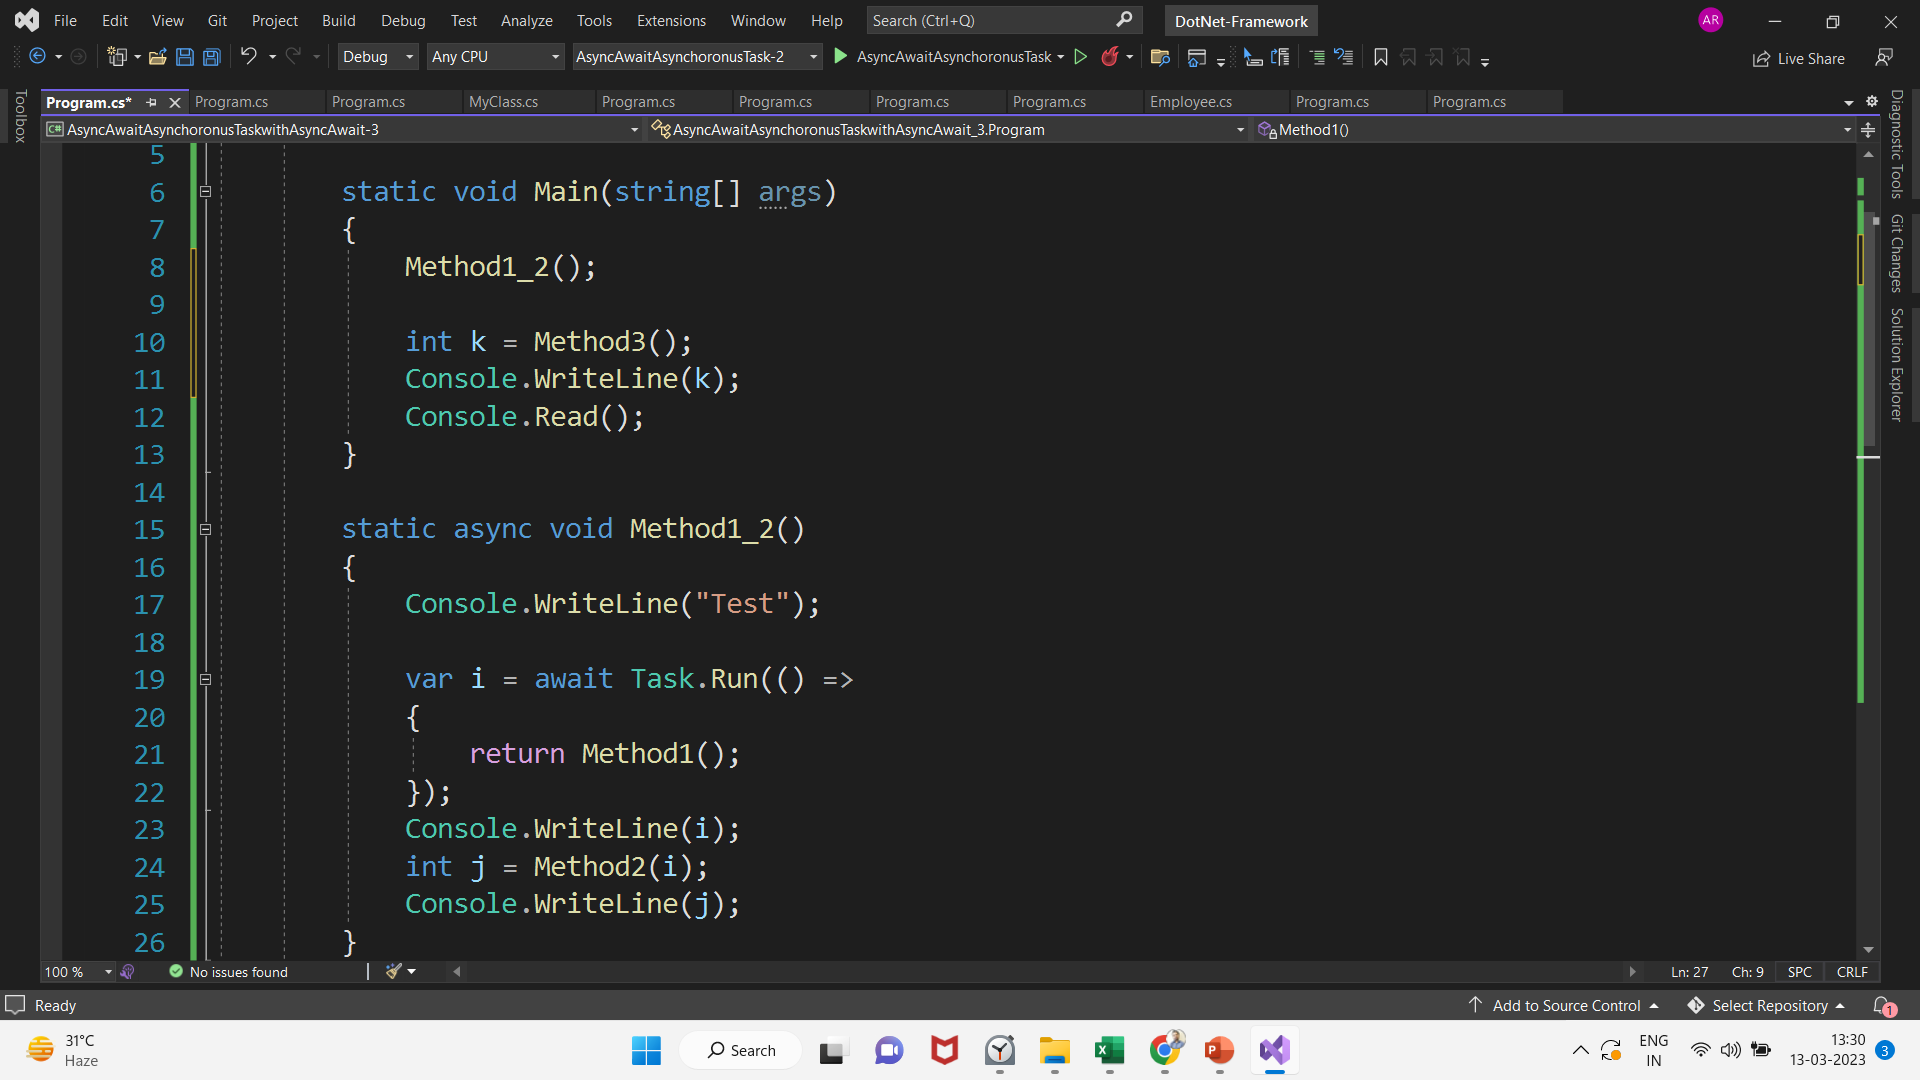 File Edit View Git Project Build Debug Test Analyze Tools Extensions Window Help Search (Ctrl+Q) DotNet-Framework AR
Debug Any CPU AsyncAwaitAsynchoronusTask-2 AsyncAwaitAsynchoronusTask Live Share
Toolbox
Program.cs* Program.cs Program.cs MyClass.cs Program.cs Program.cs Program.cs Program.cs Employee.cs Program.cs Program.cs
C# AsyncAwaitAsynchoronusTaskwithAsyncAwait-3 AsyncAwaitAsynchoronusTaskwithAsyncAwait_3.Program Method1()
5
6 static void Main(string[] args)
7 {
8 Method1_2();
9
10 int k = Method3();
11 Console.WriteLine(k);
12 Console.Read();
13 }
14
15 static async void Method1_2()
16 {
17 Console.WriteLine("Test");
18
19 var i = await Task.Run(() =>
20 {
21 return Method1();
22 });
23 Console.WriteLine(i);
24 int j = Method2(i);
25 Console.WriteLine(j);
26 }
Diagnostic Tools
Git Changes
Solution Explorer
100 % No issues found Ln: 27 Ch: 9 SPC CRLF
Ready Add to Source Control Select Repository 1
31°C
Haze
Search
P
ENG
IN
13:30
13-03-2023
3